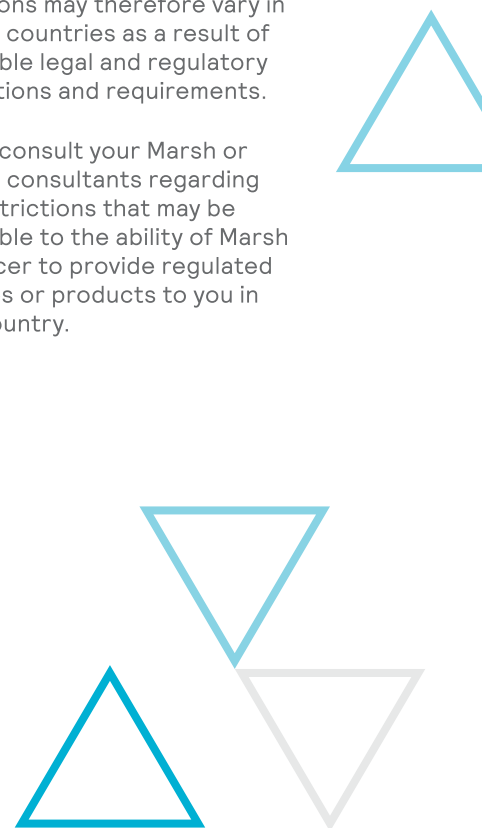 ons may therefore vary in
countries as a result of
ble legal and regulatory
tions and requirements.
consult your Marsh or
consultants regarding
trictions that may be
ble to the ability of Marsh
cer to provide regulated
s or products to you in
ountry.